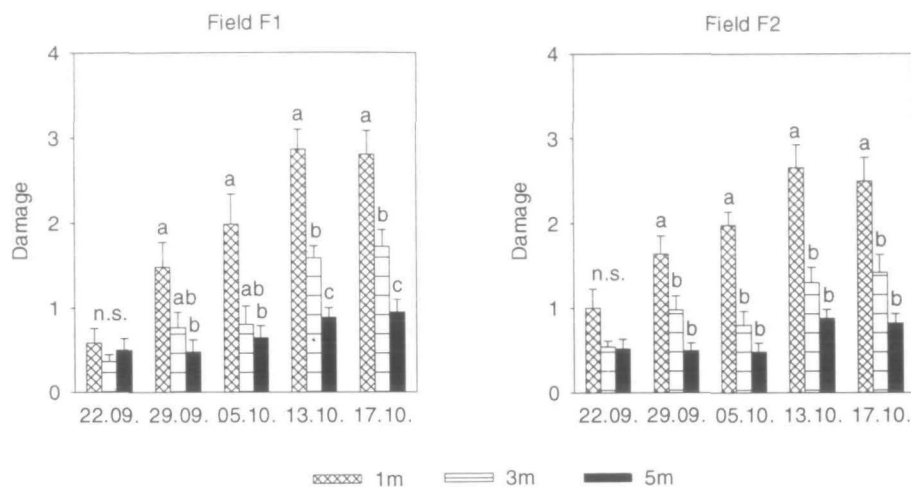 Field F1
4
3
2
1
0
Damage
n.s.
a
ab
b
a
ab
b
a
b
c
a
b
c
22.09. 29.09. 05.10. 13.10. 17.10.
Field F2
4
3
2
1
0
Damage
n.s.
a
b
b
a
b
b
a
b
b
a
b
b
22.09. 29.09. 05.10. 13.10. 17.10.
1m 3m 5m